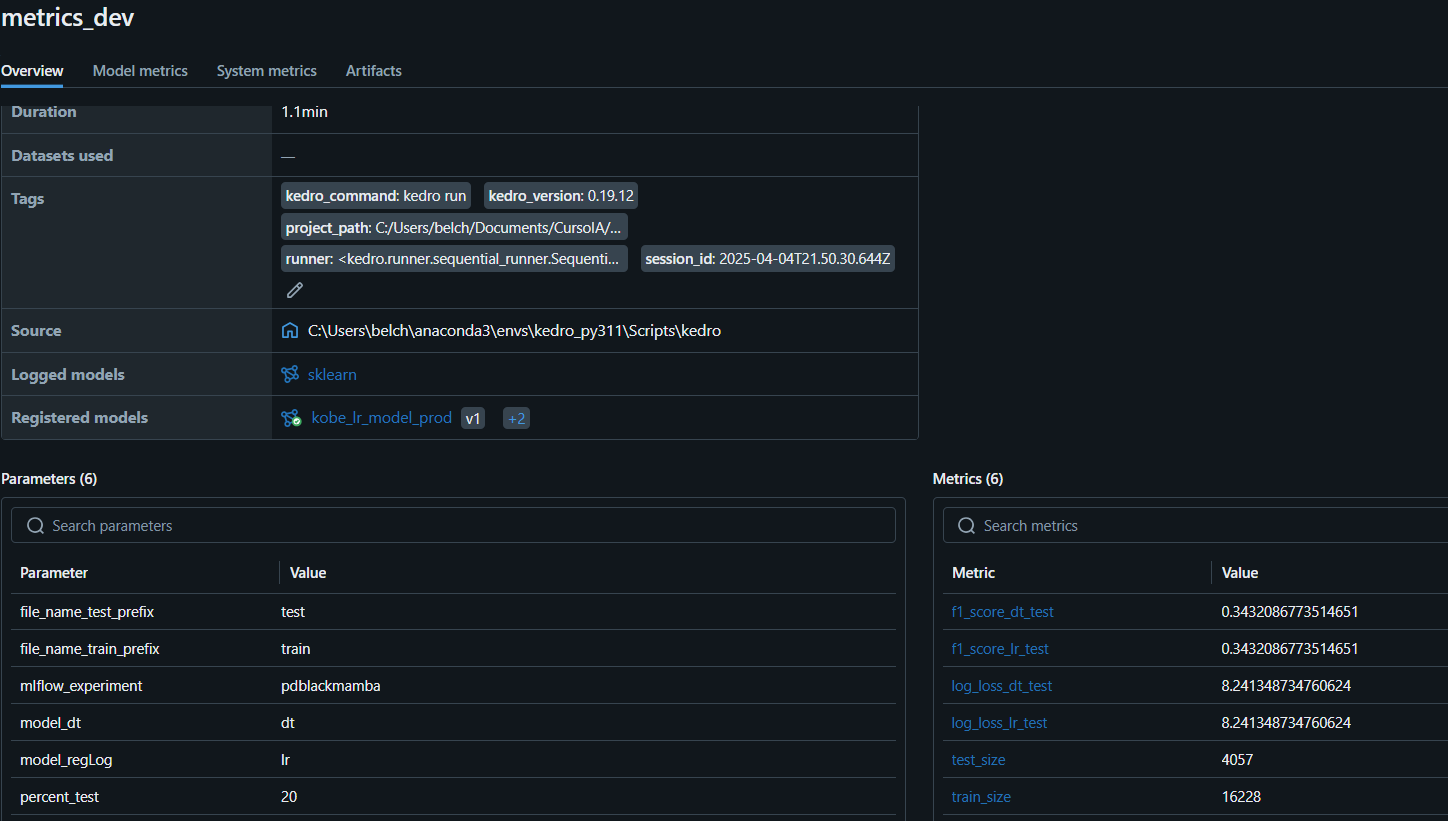 metrics_dev
Overview Model metrics System metrics Artifacts
Duration 1.1min
Datasets used —
Tags kedro_command: kedro run kedro_version: 0.19.12
project_path: C:/Users/belch/Documents/CursoIA/...
runner: <kedro.runner.sequential_runner.Sequenti... session_id: 2025-04-04T21.50.30.644Z
Source C:\Users\belch\anaconda3\envs\kedro_py311\Scripts\kedro
Logged models sklearn
Registered models kobe_lr_model_prod v1 +2
Parameters (6)
Search parameters
Parameter Value
file_name_test_prefix test
file_name_train_prefix train
mlflow_experiment pdblackmamba
model_dt dt
model_regLog lr
percent_test 20
Metrics (6)
Search metrics
Metric Value
f1_score_dt_test 0.3432086773514651
f1_score_lr_test 0.3432086773514651
log_loss_dt_test 8.241348734760624
log_loss_lr_test 8.241348734760624
test_size 4057
train_size 16228